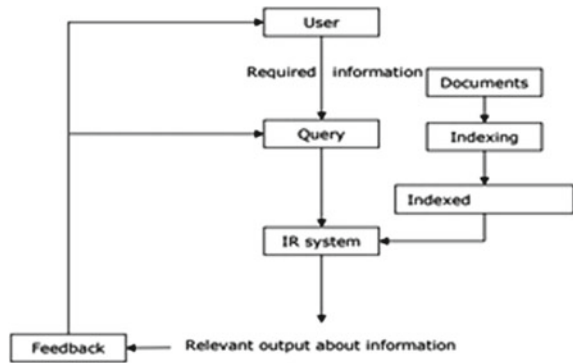 User
Required information
Documents
Query
Indexing
Indexed
IR system
Feedback
Relevant output about information